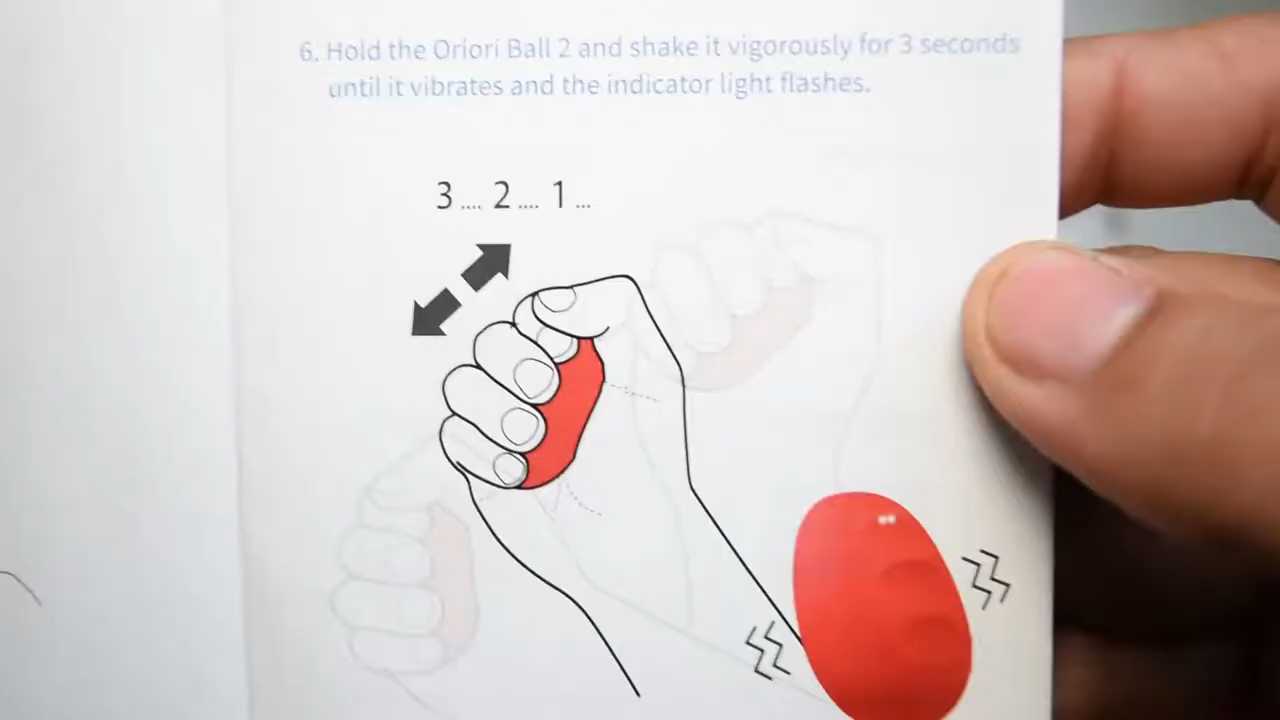 6. Hold the Oriori Ball 2 and shake it vigorously for 3 seconds
until it vibrates and the indicator light flashes.
3 .... 2 .... 1 ...